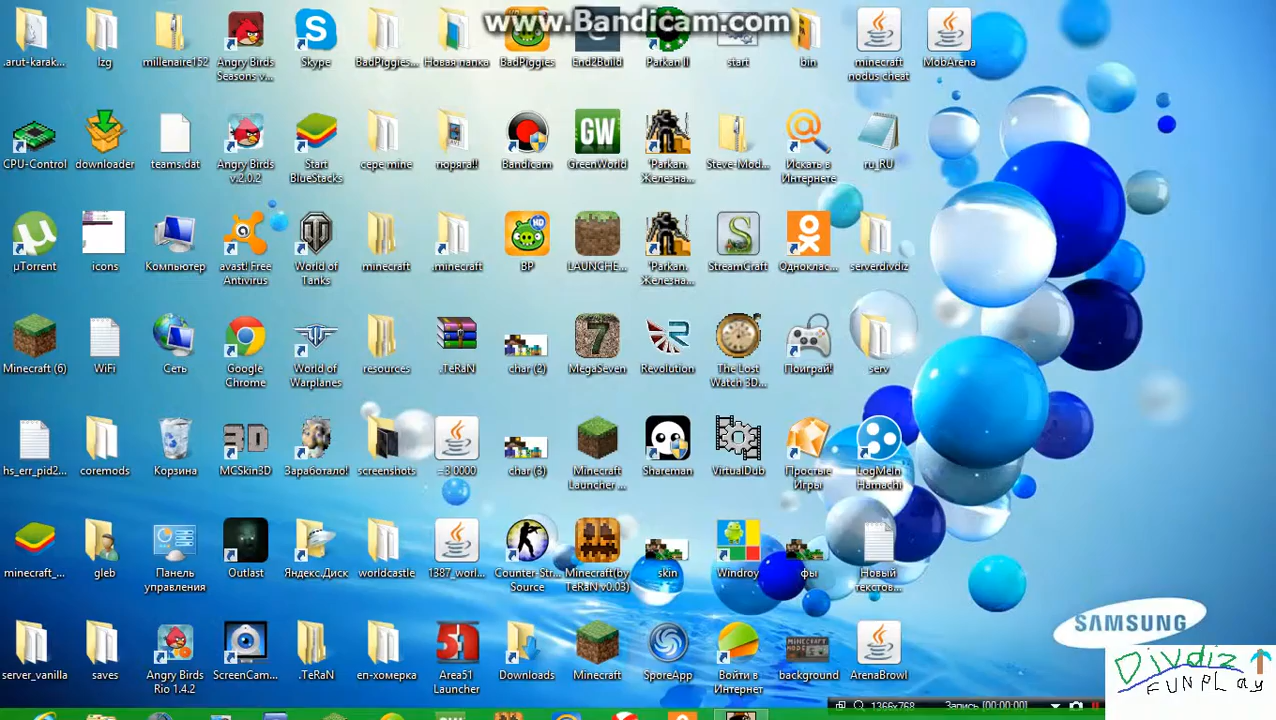 www.Bandicam.com
.arut-karak...
lzg
millenaire152
Angry Birds Seasons v...
Skype
BadPiggies...
Новая папка
BadPiggies
End2Build
Parkan II
start
bin
minecraft nodus cheat
MobArena
CPU-Control
downloader
teams.dat
Angry Birds v.2.0.2
Start BlueStacks
сере mine
пюряга!!
Bandicam
GreenWorld
'Parkan. Железна...
Steve-Mod...
Искать в Интернете
ru_RU
µTorrent
icons
Компьютер
avast! Free Antivirus
World of Tanks
minecraft
.minecraft
BP
LAUNCHE...
'Parkan. Железна...
StreamCraft
Одноклас...
serverdivdiz
Minecraft (6)
WiFi
Сеть
Google Chrome
World of Warplanes
resources
.TeRaN
char (2)
MegaSeven
Revolution
The Lost Watch 3D...
Поиграй!
serv
hs_err_pid2...
coremods
Корзина
MCSkin3D
Заработало!
screenshots
=3 0000
char (3)
Minecraft Launcher ...
Shareman
VirtualDub
Простые Игры
LogMeIn Hamachi
minecraft_...
gleb
Панель управления
Outlast
Яндекс.Диск
worldcastle
1387_worl...
Counter-Str... Source
Minecraft(by TeRaN v0.03)
skin
Windroy
фы
Новый текстов...
SAMSUNG
server_vanilla
saves
Angry Birds Rio 1.4.2
ScreenCam...
.TeRaN
en-хомерка
Area51 Launcher
Downloads
Minecraft
SporeApp
Войти в Интернет
background
ArenaBrowl
Divdiz
FUNPLay
1366x768 Запись [00:00:00]